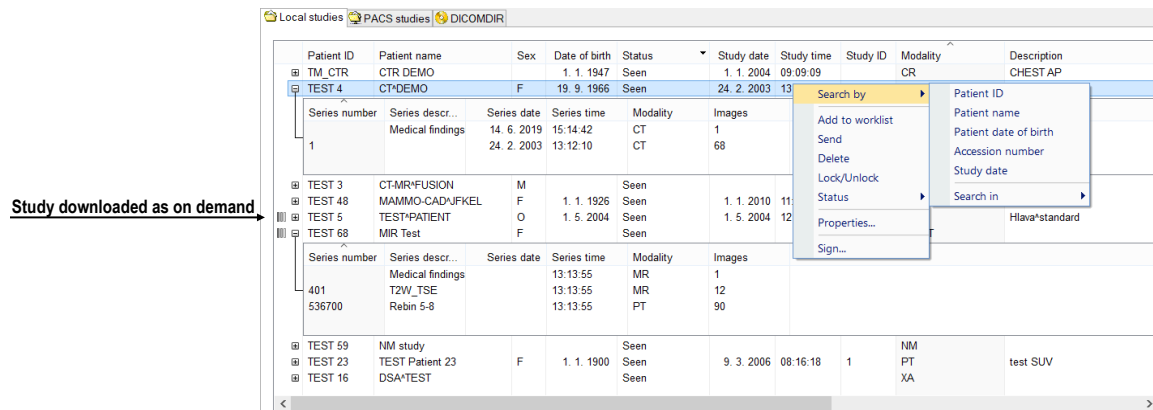 Local studies PACS studies DICOMDIR
Patient ID Patient name Sex Date of birth Status Study date Study time Study ID Modality Description
TM_CTR CTR DEMO 1. 1. 1947 Seen 1. 1. 2004 09:09:09 CR CHEST AP
TEST 4 CT^DEMO F 19. 9. 1966 Seen 24. 2. 2003 13
Search by Patient ID
Series number Series descr... Series date Series time Modality Images
Patient name
Add to worklist
Medical findings 14. 6. 2019 15:14:42 CT 1
Patient date of birth
Send
1 24. 2. 2003 13:12:10 CT 68
Accession number
Delete
Study date
Lock/Unlock
TEST 3 CT-MR^FUSION M Seen
Status Search in
TEST 48 MAMMO-CAD^JFKEL F 1. 1. 1926 Seen 1. 1. 2010 11:
Study downloaded as on demand
TEST 5 TEST^PATIENT O 1. 5. 2004 Seen 1. 5. 2004 12 Hlava^standard
Properties...
TEST 68 MIR Test F Seen T
Sign...
Series number Series descr... Series date Series time Modality Images
Medical findings 13:13:55 MR 1
401 T2W_TSE 13:13:55 MR 12
536700 Rebin 5-8 13:13:55 PT 90
TEST 59 NM study Seen NM
TEST 23 TEST Patient 23 F 1. 1. 1900 Seen 9. 3. 2006 08:16:18 1 PT test SUV
TEST 16 DSA^TEST Seen XA